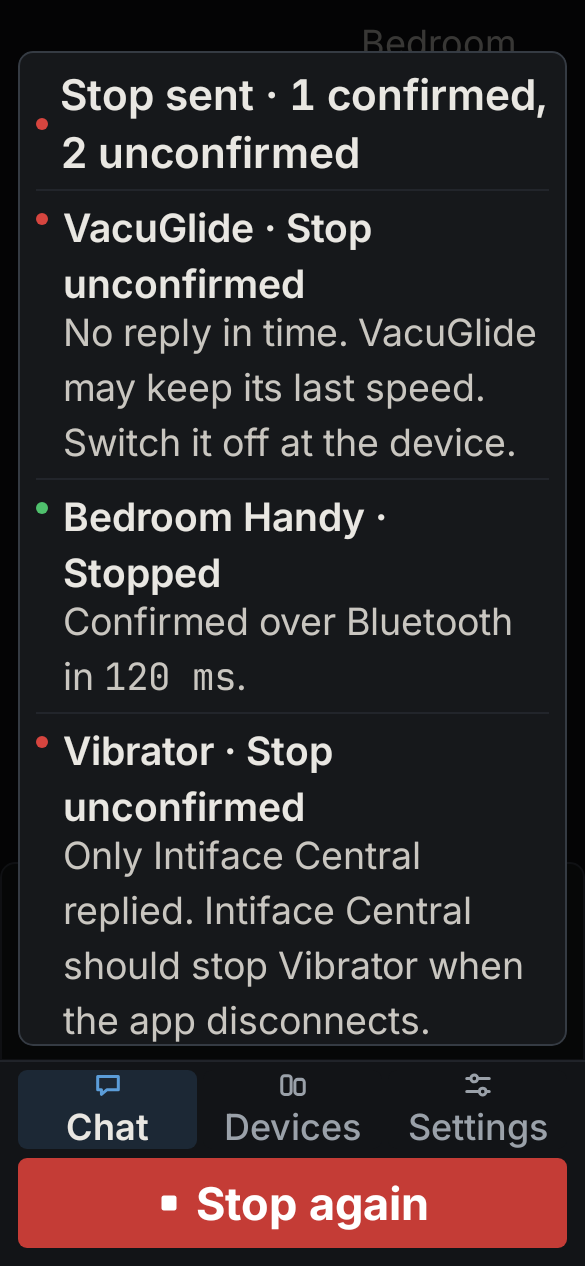 Bedroom
Stop sent · 1 confirmed,
2 unconfirmed
VacuGlide · Stop
unconfirmed
No reply in time. VacuGlide
may keep its last speed.
Switch it off at the device.
Bedroom Handy ·
Stopped
Confirmed over Bluetooth
in 120 ms.
Vibrator · Stop
unconfirmed
Only Intiface Central
replied. Intiface Central
should stop Vibrator when
the app disconnects.
Chat
Devices
Settings
Stop again